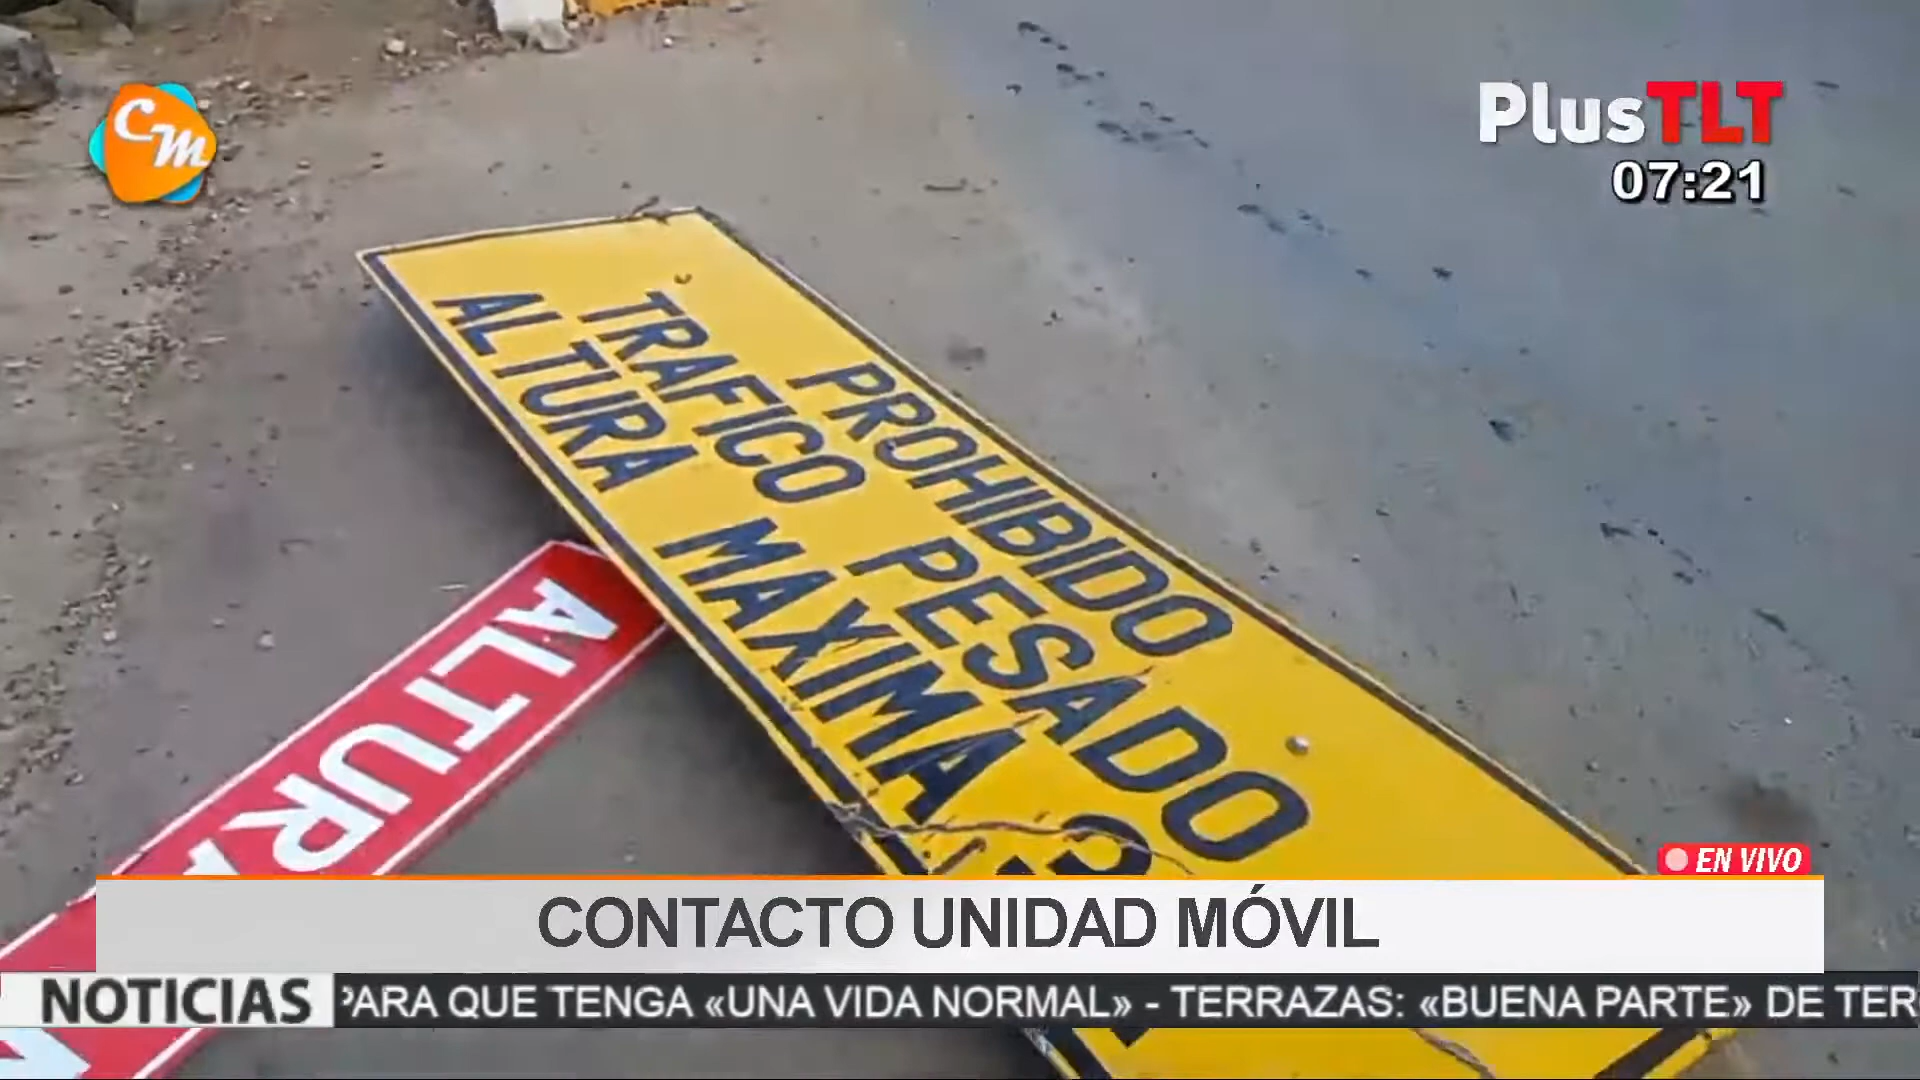 CM
PlusTLT
07:21
PROHIBIDO
TRAFICO PESADO
ALTURA MAXIMA
ALTURA
EN VIVO
CONTACTO UNIDAD MÓVIL
NOTICIAS
PARA QUE TENGA «UNA VIDA NORMAL» - TERRAZAS: «BUENA PARTE» DE TER